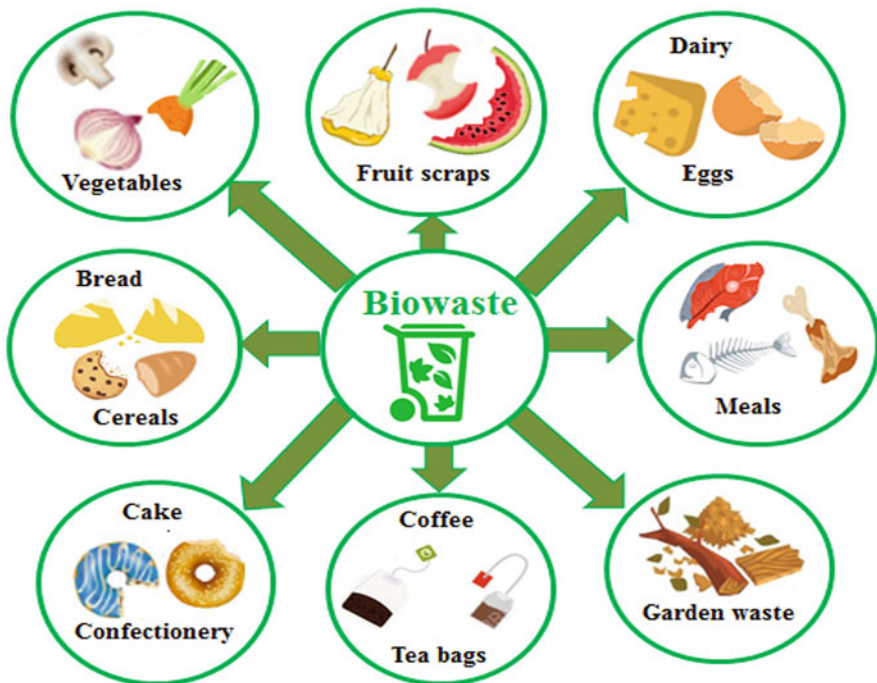 Vegetables
Fruit scraps
Dairy
Eggs
Bread
Cereals
Biowaste
Meals
Cake
Confectionery
Coffee
Tea bags
Garden waste